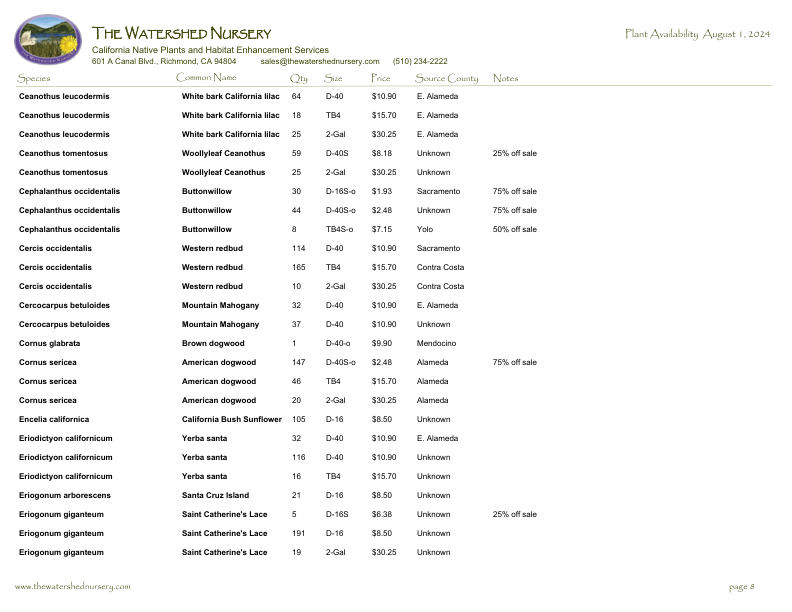 THE WATERSHED NURSERY
Plant Availability August 1, 2024
California Native Plants and Habitat Enhancement Services
601 A Canal Blvd., Richmond, CA 94804 sales@thewatershednursery.com (510) 234-2222
Species Common Name Qty Size Price Source County Notes
Ceanothus leucodermis White bark California lilac 64 D-40 $10.90 E. Alameda
Ceanothus leucodermis White bark California lilac 18 TB4 $15.70 E. Alameda
Ceanothus leucodermis White bark California lilac 25 2-Gal $30.25 E. Alameda
Ceanothus tomentosus Woollyleaf Ceanothus 59 D-40S $8.18 Unknown 25% off sale
Ceanothus tomentosus Woollyleaf Ceanothus 25 2-Gal $30.25 Unknown
Cephalanthus occidentalis Buttonwillow 30 D-16S-o $1.93 Sacramento 75% off sale
Cephalanthus occidentalis Buttonwillow 44 D-40S-o $2.48 Unknown 75% off sale
Cephalanthus occidentalis Buttonwillow 8 TB4S-o $7.15 Yolo 50% off sale
Cercis occidentalis Western redbud 114 D-40 $10.90 Sacramento
Cercis occidentalis Western redbud 165 TB4 $15.70 Contra Costa
Cercis occidentalis Western redbud 10 2-Gal $30.25 Contra Costa
Cercocarpus betuloides Mountain Mahogany 32 D-40 $10.90 E. Alameda
Cercocarpus betuloides Mountain Mahogany 37 D-40 $10.90 Unknown
Cornus glabrata Brown dogwood 1 D-40-o $9.90 Mendocino
Cornus sericea American dogwood 147 D-40S-o $2.48 Alameda 75% off sale
Cornus sericea American dogwood 46 TB4 $15.70 Alameda
Cornus sericea American dogwood 20 2-Gal $30.25 Alameda
Encelia californica California Bush Sunflower 105 D-16 $8.50 Unknown
Eriodictyon californicum Yerba santa 32 D-40 $10.90 E. Alameda
Eriodictyon californicum Yerba santa 116 D-40 $10.90 Unknown
Eriodictyon californicum Yerba santa 16 TB4 $15.70 Unknown
Eriogonum arborescens Santa Cruz Island 21 D-16 $8.50 Unknown
Eriogonum giganteum Saint Catherine's Lace 5 D-16S $6.38 Unknown 25% off sale
Eriogonum giganteum Saint Catherine's Lace 191 D-16 $8.50 Unknown
Eriogonum giganteum Saint Catherine's Lace 19 2-Gal $30.25 Unknown
www.thewatershednursery.com page 8